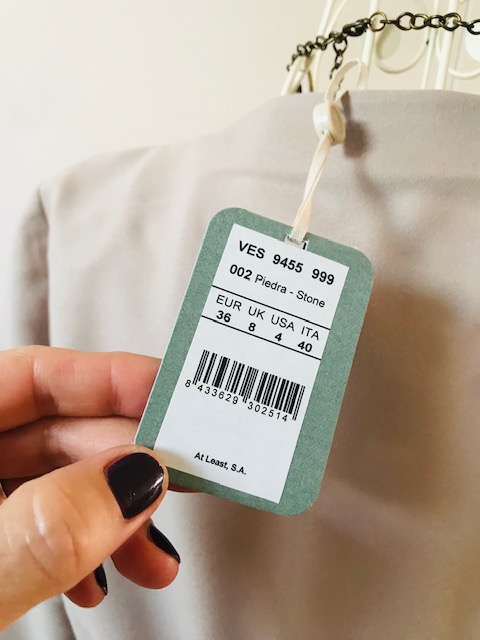 VES 9455 999
002 Piedra - Stone
EUR UK USA ITA
36 8 4 40
8 433629 302514
At Least, S.A.